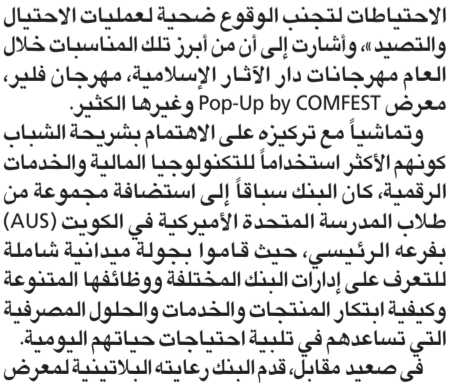 الاحتياطات لتجنب الوقوع ضحية لعمليات الاحتيال
والتصيد»، وأشارت إلى أن من أبرز تلك المناسبات خلال
العام مهرجانات دار الآثار الإسلامية، مهرجان فلير،
معرض Pop-Up by COMFEST وغيرها الكثير.
وتماشياً مع تركيزه على الاهتمام بشريحة الشباب
كونهم الأكثر استخداماً للتكنولوجيا المالية والخدمات
الرقمية، كان البنك سباقاً إلى استضافة مجموعة من
طلاب المدرسة المتحدة الأميركية في الكويت (AUS)
بفرعه الرئيسي، حيث قاموا بجولة ميدانية شاملة
للتعرف على إدارات البنك المختلفة ووظائفها المتنوعة
وكيفية ابتكار المنتجات والخدمات والحلول المصرفية
التي تساعدهم في تلبية احتياجات حياتهم اليومية.
في صعيد مقابل، قدم البنك رعايته البلاتينية لمعرض